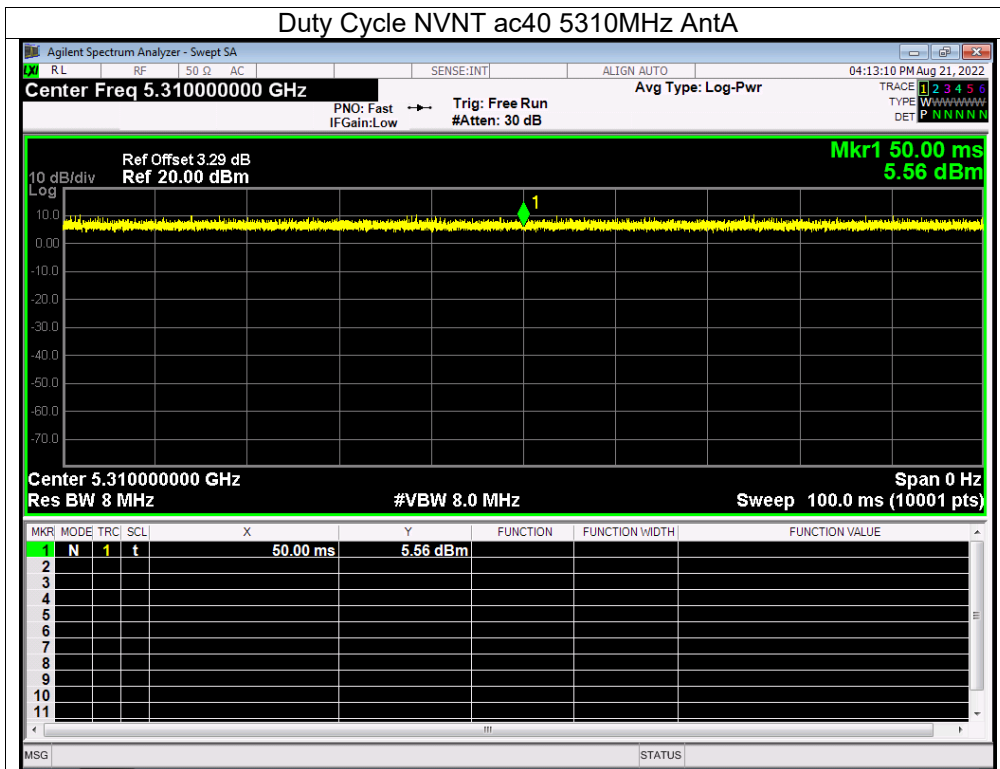 Duty Cycle NVNT ac40 5310MHz AntA
Agilent Spectrum Analyzer - Swept SA
LXI RL RF 50 Ω AC SENSE:INT ALIGN AUTO 04:13:10 PM Aug 21, 2022
Center Freq 5.310000000 GHz Avg Type: Log-Pwr TRACE 1 2 3 4 5 6
PNO: Fast Trig: Free Run TYPE WWWWWW
IFGain:Low #Atten: 30 dB DET P N N N N N
Mkr1 50.00 ms
Ref Offset 3.29 dB 5.56 dBm
10 dB/div Ref 20.00 dBm
Log
1
10.0
0.00
-10.0
-20.0
-30.0
-40.0
-50.0
-60.0
-70.0
Center 5.310000000 GHz Span 0 Hz
Res BW 8 MHz #VBW 8.0 MHz Sweep 100.0 ms (10001 pts)
MKR MODE TRC SCL X Y FUNCTION FUNCTION WIDTH FUNCTION VALUE
1 N 1 t 50.00 ms 5.56 dBm
2
3
4
5
6
7
8
9
10
11
MSG STATUS